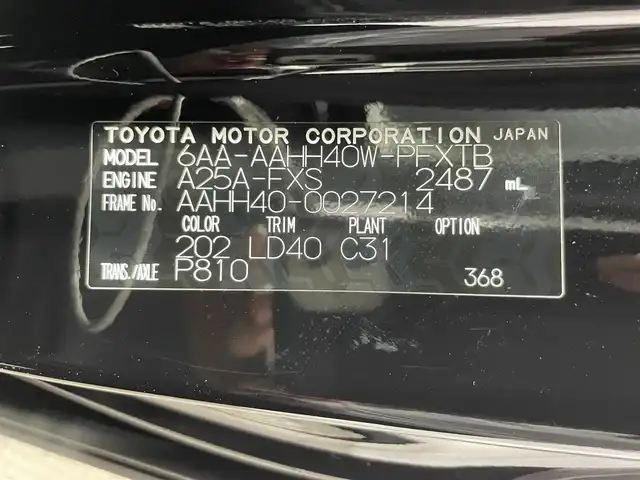 TOYOTA MOTOR CORPORATION JAPAN
MODEL 6AA-AAHH40W-PFXTB
ENGINE A25A-FXS 2487 mL
FRAME No. AAHH40-0027214
COLOR TRIM PLANT OPTION
202 LD40 C31
TRANS./AXLE P810 368